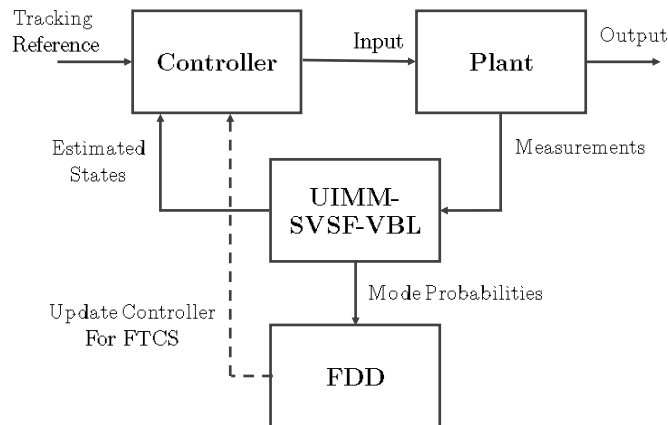 Tracking
Reference
Controller
Input
Plant
Output
Estimated
States
Measurements
UIMM-
SVSF-VBL
Mode Probabilities
Update Controller
For FTCS
FDD